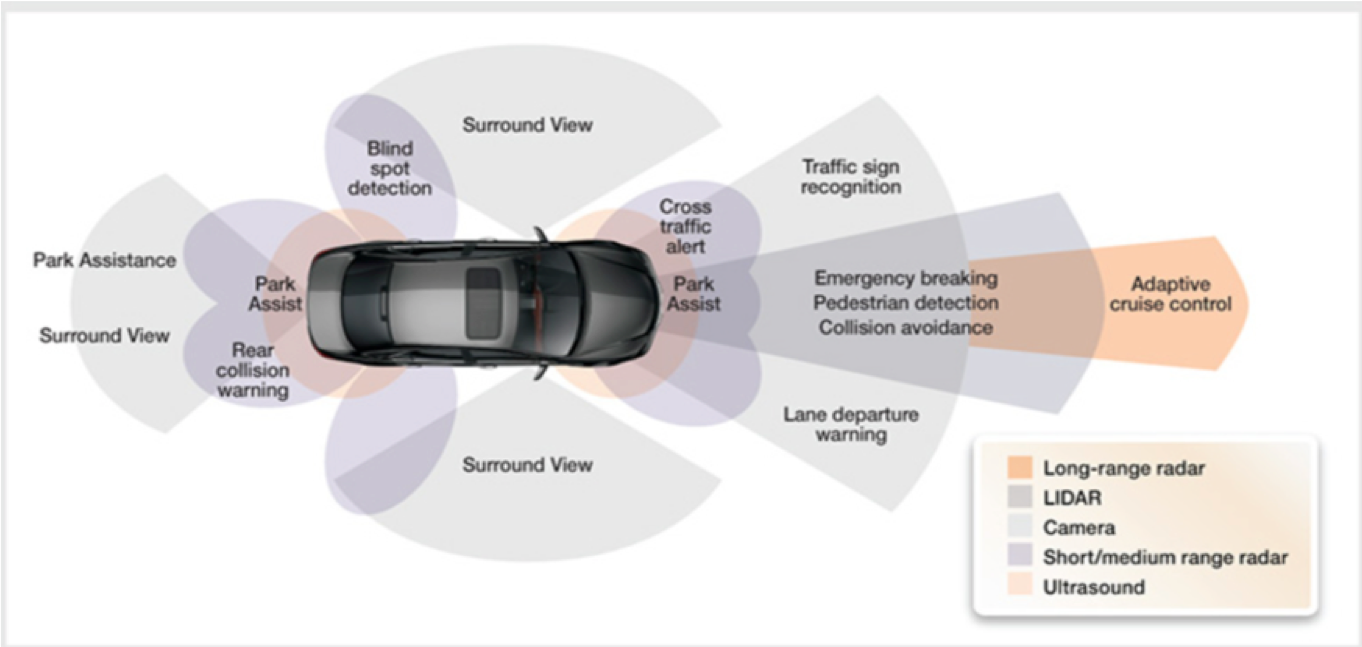 Surround View
Blind
spot
detection
Traffic sign
recognition
Cross
traffic
alert
Park Assistance
Surround View
Park
Assist
Rear
collision
warning
Park
Assist
Emergency breaking
Pedestrian detection
Collision avoidance
Adaptive
cruise control
Lane departure
warning
Surround View
Long-range radar
LIDAR
Camera
Short/medium range radar
Ultrasound